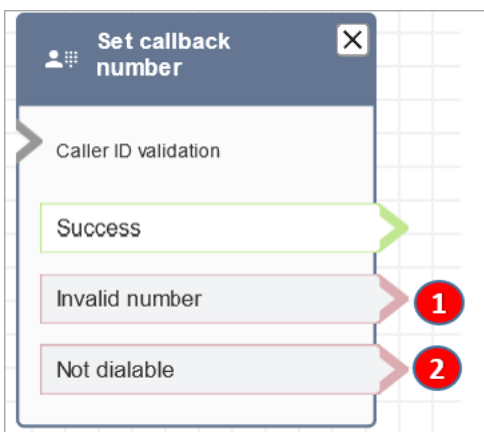 Set callback
number
Caller ID validation
Success
Invalid number
1
Not dialable
2